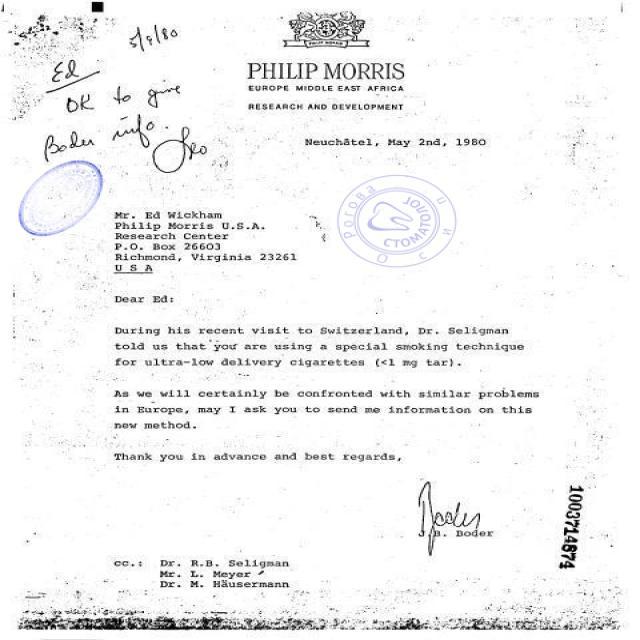 5/9/80
Ed
OK to give
Boder info.
Leo
PHILIP MORRIS
EUROPE MIDDLE EAST AFRICA
RESEARCH AND DEVELOPMENT
Neuchâtel, May 2nd, 1980
Рогова
и
СТОМАТОЛОГ
О с и
Mr. Ed Wickham
Philip Morris U.S.A.
Research Center
P.O. Box 26603
Richmond, Virginia 23261
U S A
Dear Ed:
During his recent visit to Switzerland, Dr. Seligman
told us that you are using a special smoking technique
for ultra-low delivery cigarettes (<1 mg tar).
As we will certainly be confronted with similar problems
in Europe, may I ask you to send me information on this
new method.
Thank you in advance and best regards,
Boder
J.B. Boder
cc.: Dr. R.B. Seligman
Mr. L. Meyer
Dr. M. Häusermann
1003714874